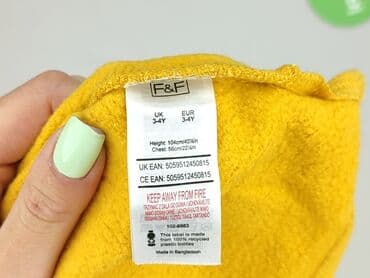 F&F
UK EUR
3-4Y 3-4Y
Height: 104cm/41in
Chest: 56cm/22in
UK EAN: 5059512450815
CE EAN: 5059512450815
KEEP AWAY FROM FIRE
This label is made
from 100% recycled
plastic bottles
Made in Bangladesh